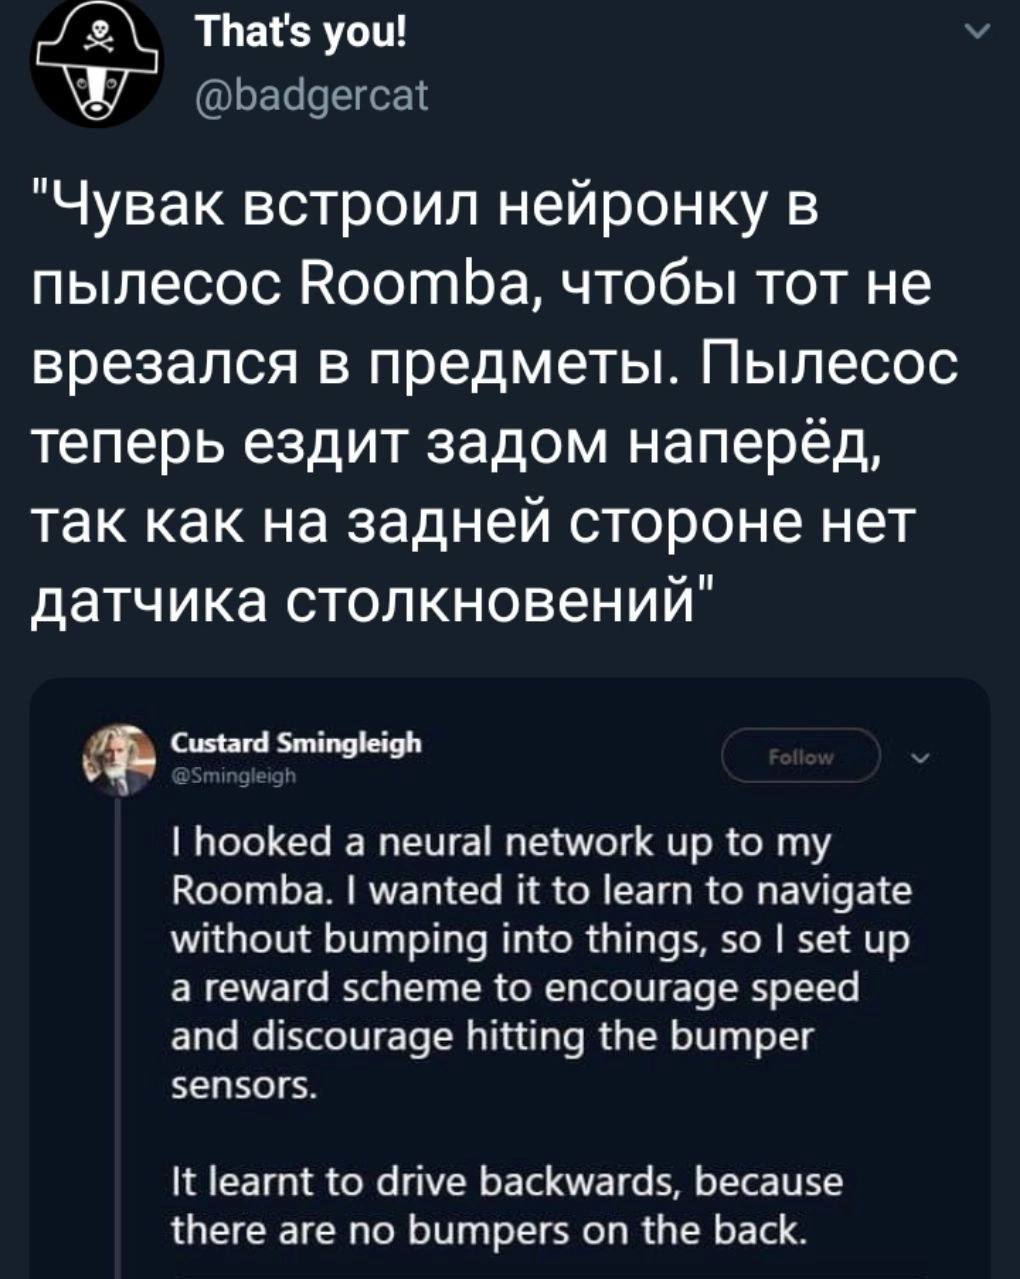 That's you!
@badgercat
"Чувак встроил нейронку в
пылесос Roomba, чтобы тот не
врезался в предметы. Пылесос
теперь ездит задом наперёд,
так как на задней стороне нет
датчика столкновений"
Custard Smingleigh
@Smingleigh
Follow
I hooked a neural network up to my
Roomba. I wanted it to learn to navigate
without bumping into things, so I set up
a reward scheme to encourage speed
and discourage hitting the bumper
sensors.
It learnt to drive backwards, because
there are no bumpers on the back.